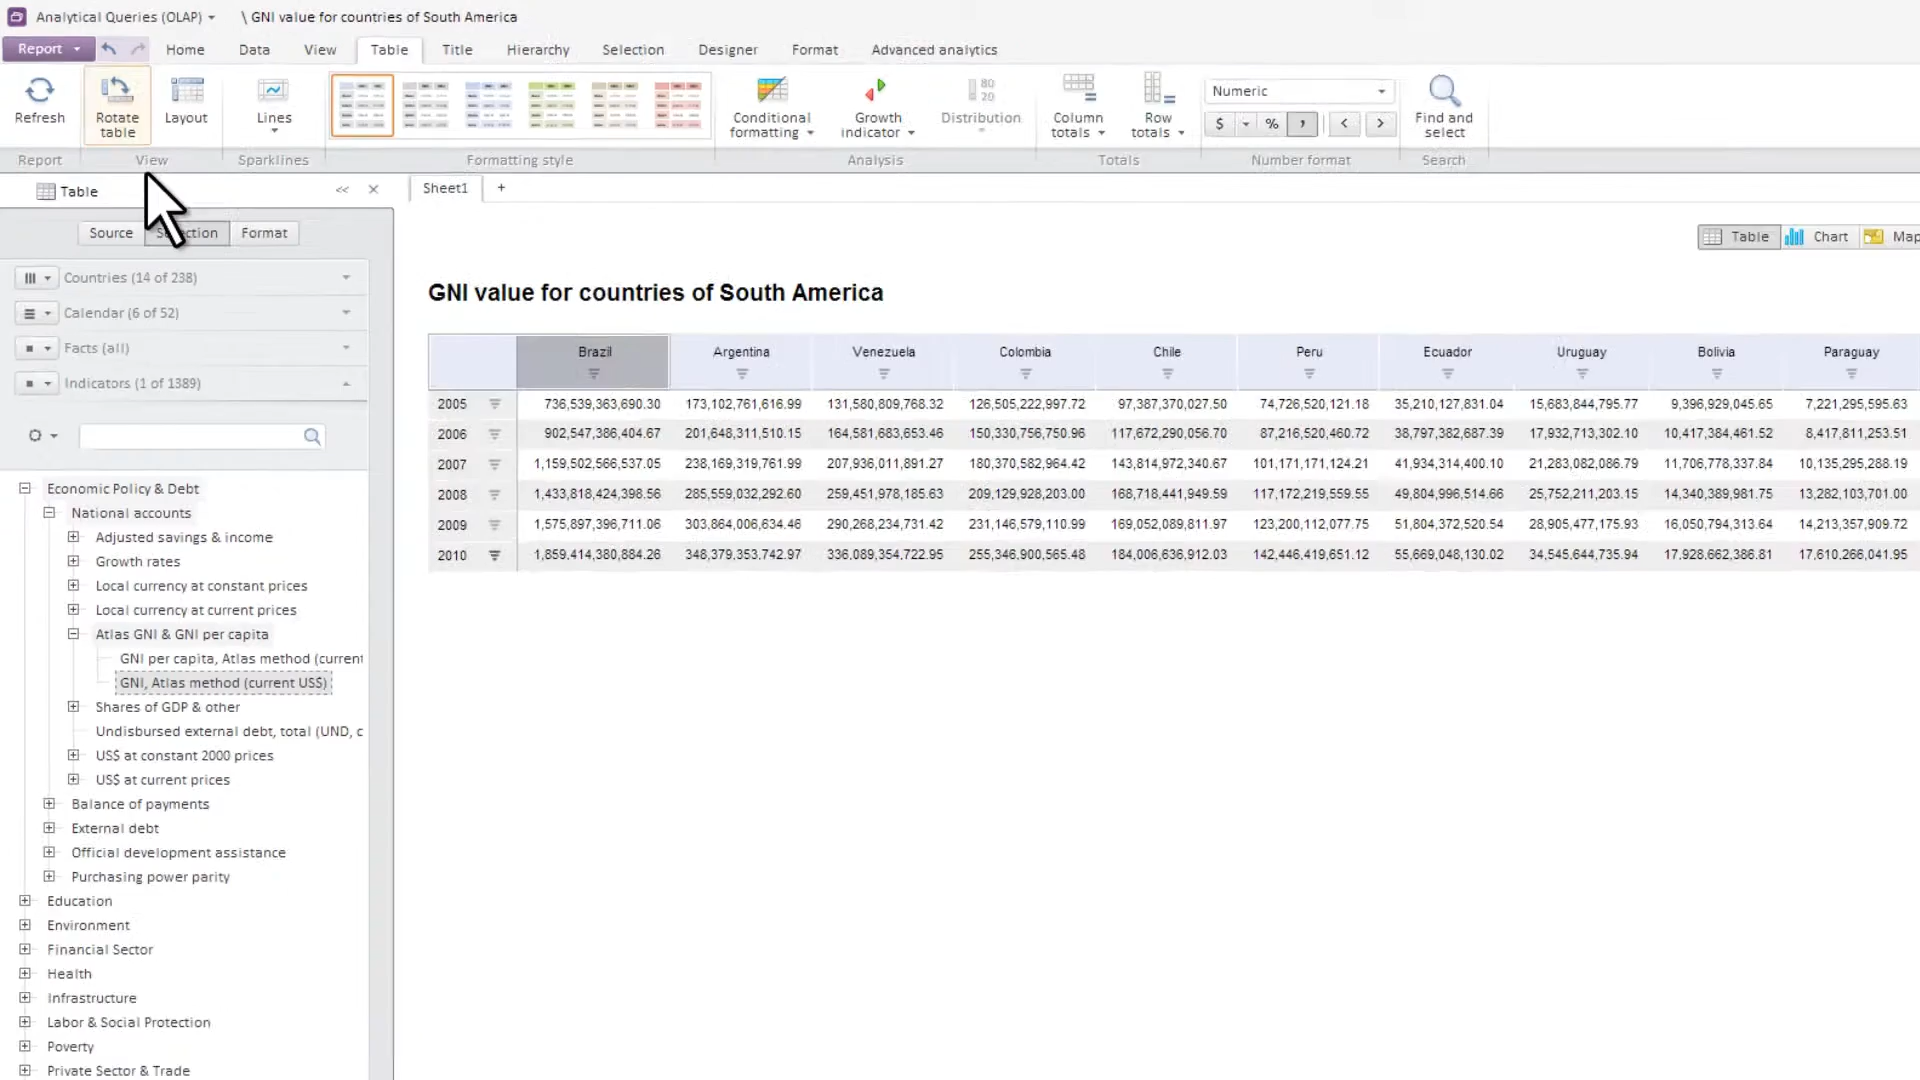 Analytical Queries (OLAP) \ GNI value for countries of South America
Report Home Data View Table Title Hierarchy Selection Designer Format Advanced analytics
Refresh
Rotate table
Layout
Lines
Conditional formatting
Growth indicator
80
20
Distribution
Column totals
Row totals
Numeric
$ % , < >
Find and select
Report View Sparklines Formatting style Analysis Totals Number format Search
Table <<
Sheet1 +
Source Format
Table Chart Map
Countries (14 of 238)
Calendar (6 of 52)
Facts (all)
Indicators (1 of 1389)
Economic Policy & Debt
National accounts
Adjusted savings & income
Growth rates
Local currency at constant prices
Local currency at current prices
Atlas GNI & GNI per capita
GNI per capita, Atlas method (current
GNI, Atlas method (current US$)
Shares of GDP & other
Undisbursed external debt, total (UND, c
US$ at constant 2000 prices
US$ at current prices
Balance of payments
External debt
Official development assistance
Purchasing power parity
Education
Environment
Financial Sector
Health
Infrastructure
Labor & Social Protection
Poverty
Private Sector & Trade
GNI value for countries of South America
Brazil Argentina Venezuela Colombia Chile Peru Ecuador Uruguay Bolivia Paraguay
2005 736,539,363,690.30 173,102,761,616.99 131,580,809,768.32 126,505,222,997.72 97,387,370,027.50 74,726,520,121.18 35,210,127,831.04 15,683,844,795.77 9,396,929,045.65 7,221,295,595.63
2006 902,547,386,404.67 201,648,311,510.15 164,581,683,653.46 150,330,756,750.96 117,672,290,056.70 87,216,520,460.72 38,797,382,687.39 17,932,713,302.10 10,417,384,461.52 8,417,811,253.51
2007 1,159,502,566,537.05 238,169,319,761.99 207,936,011,891.27 180,370,582,964.42 143,814,972,340.67 101,171,171,124.21 41,934,314,400.10 21,283,082,086.79 11,706,778,337.84 10,135,295,288.19
2008 1,433,818,424,398.56 285,559,032,292.60 259,451,978,185.63 209,129,928,203.00 168,718,441,949.59 117,172,219,559.55 49,804,996,514.66 25,752,211,203.15 14,340,389,981.75 13,282,103,701.00
2009 1,575,897,396,711.06 303,864,006,634.46 290,268,234,731.42 231,146,579,110.99 169,052,089,811.97 123,200,112,077.75 51,804,372,520.54 28,905,477,175.93 16,050,794,313.64 14,213,357,909.72
2010 1,859,414,380,884.26 348,379,353,742.97 336,089,354,722.95 255,346,900,565.48 184,006,636,912.03 142,446,419,651.12 55,669,048,130.02 34,545,644,735.94 17,928,662,386.81 17,610,266,041.95